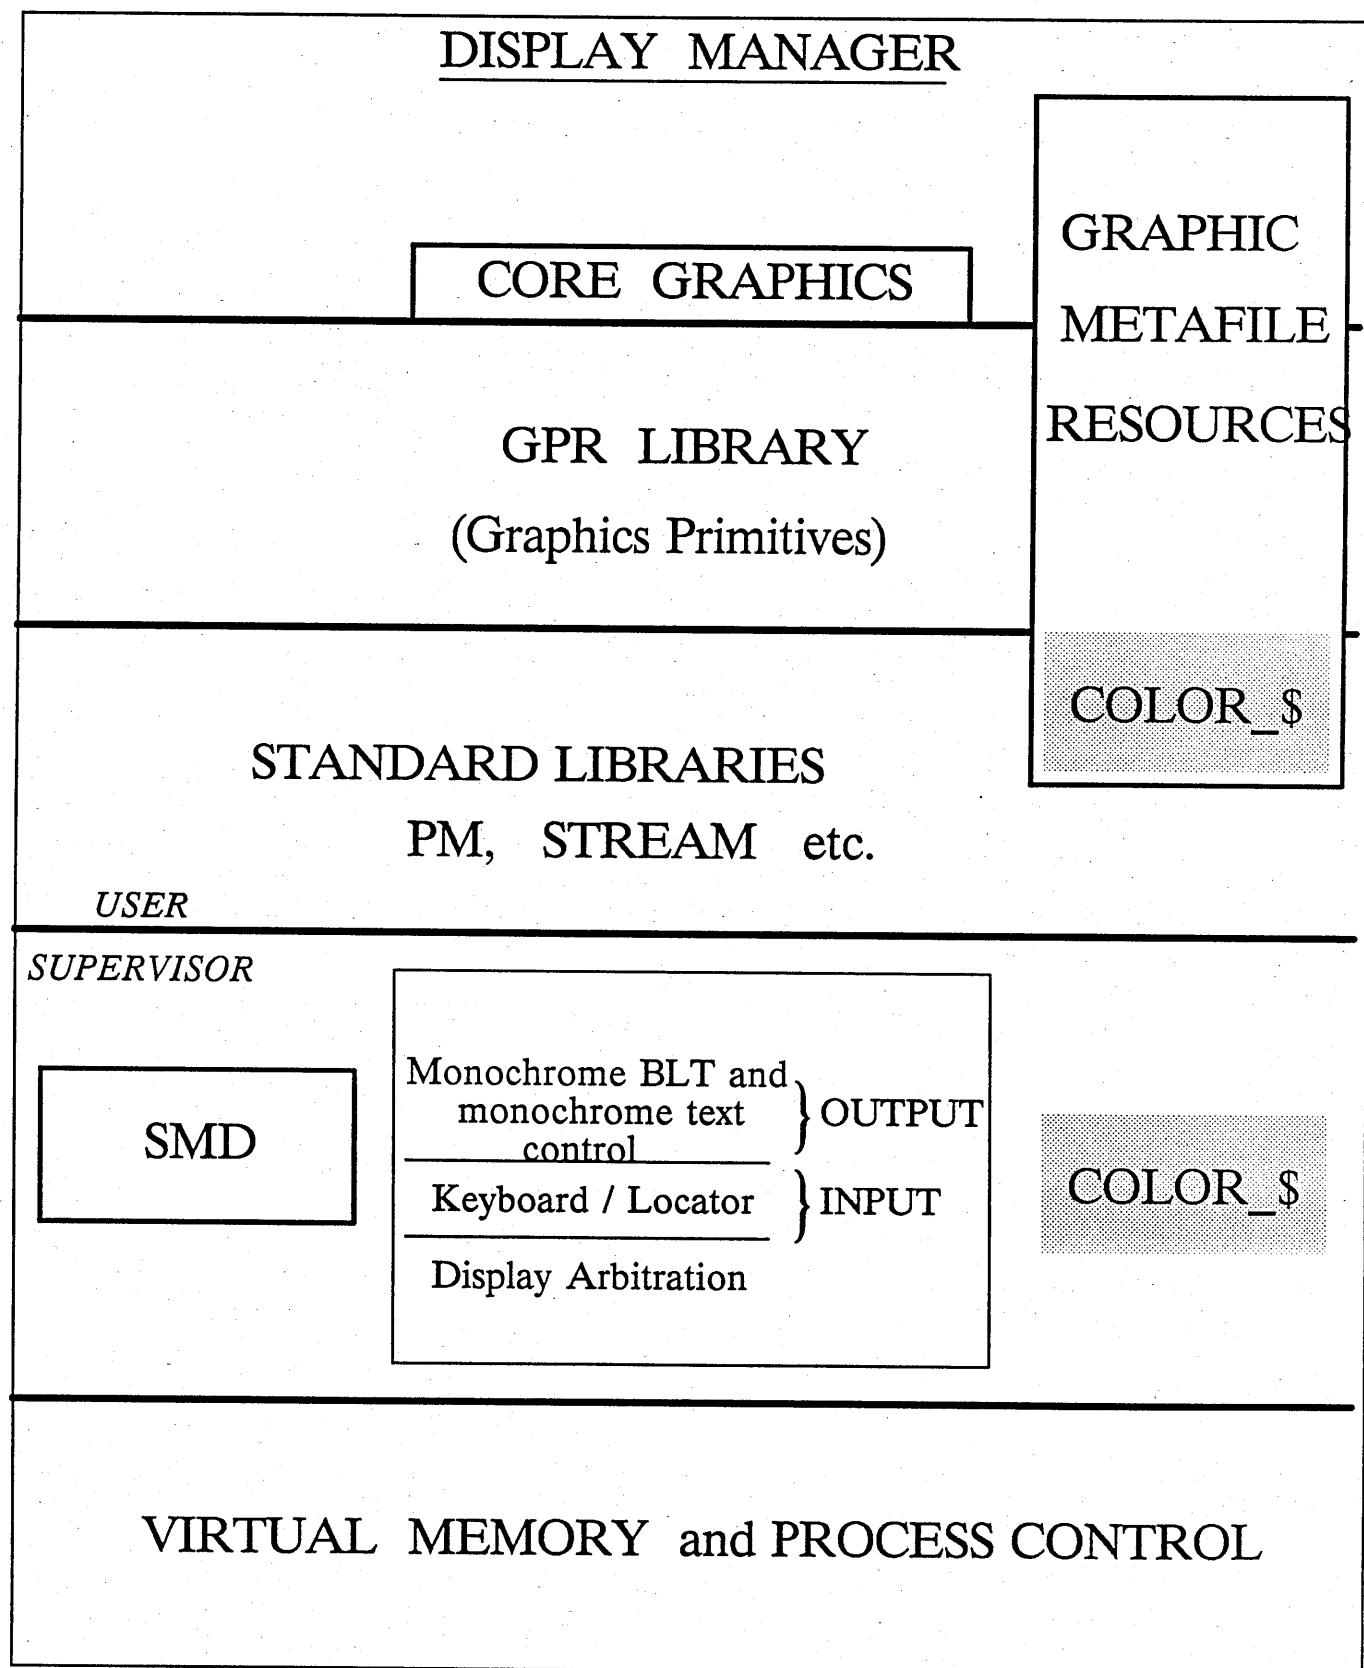 DISPLAY MANAGER
GRAPHIC
METAFILE
RESOURCES
CORE GRAPHICS
GPR LIBRARY
(Graphics Primitives)
COLOR_$
STANDARD LIBRARIES
PM, STREAM etc.
USER
SUPERVISOR
SMD
Monochrome BLT and
monochrome text
control
OUTPUT
Keyboard / Locator
INPUT
Display Arbitration
COLOR_$
VIRTUAL MEMORY and PROCESS CONTROL